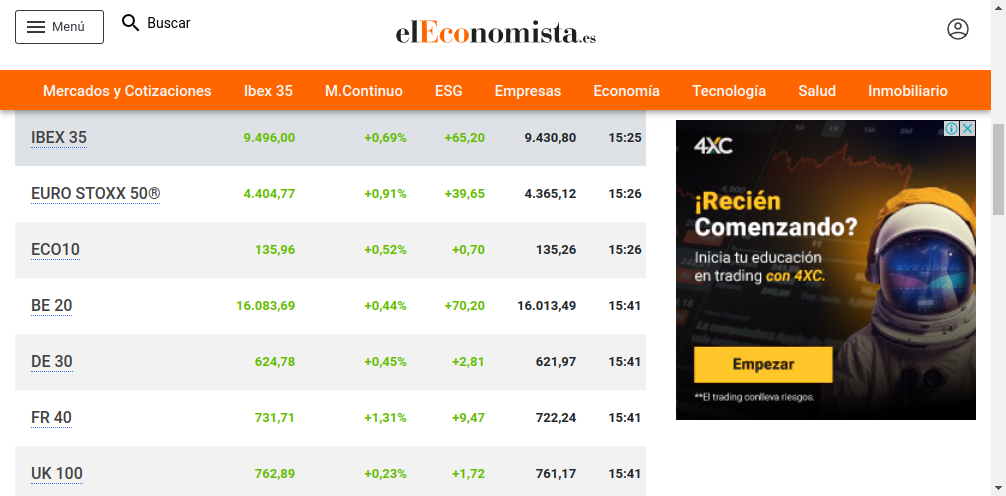 Menú
Buscar
elEconomista.es
Mercados y Cotizaciones Ibex 35 M.Continuo ESG Empresas Economía Tecnología Salud Inmobiliario
IBEX 35 9.496,00 +0,69% +65,20 9.430,80 15:25
EURO STOXX 50® 4.404,77 +0,91% +39,65 4.365,12 15:26
ECO10 135,96 +0,52% +0,70 135,26 15:26
BE 20 16.083,69 +0,44% +70,20 16.013,49 15:41
DE 30 624,78 +0,45% +2,81 621,97 15:41
FR 40 731,71 +1,31% +9,47 722,24 15:41
UK 100 762,89 +0,23% +1,72 761,17 15:41
4XC
¡Recién
Comenzando?
Inicia tu educación
en trading con 4XC.
Empezar
**El trading conlleva riesgos.